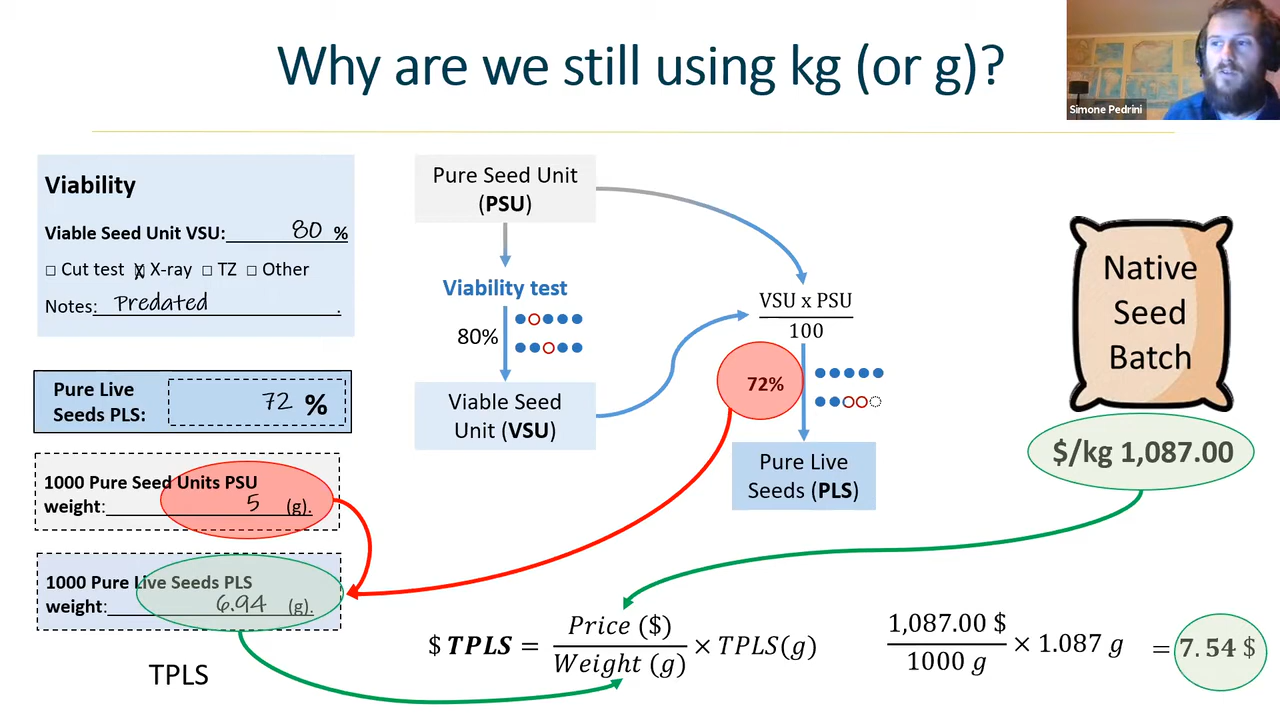 Why are we still using kg (or g)?
Simone Pedrini
Viability
Viable Seed Unit VSU: 80 %
□ Cut test ☒ X-ray □ TZ □ Other
Notes: Predated .
Pure Live
Seeds PLS: 72 %
1000 Pure Seed Units PSU
weight: 5 (g).
1000 Pure Live Seeds PLS
weight: 6.94 (g).
TPLS
Pure Seed Unit
(PSU)
Viability test
80%
Viable Seed
Unit (VSU)
VSU x PSU
100
72%
Pure Live
Seeds (PLS)
Native
Seed
Batch
$/kg 1,087.00
$ TPLS = Price ($) / Weight (g) × TPLS(g)
1,087.00 $ / 1000 g × 1.087 g = 7.54 $